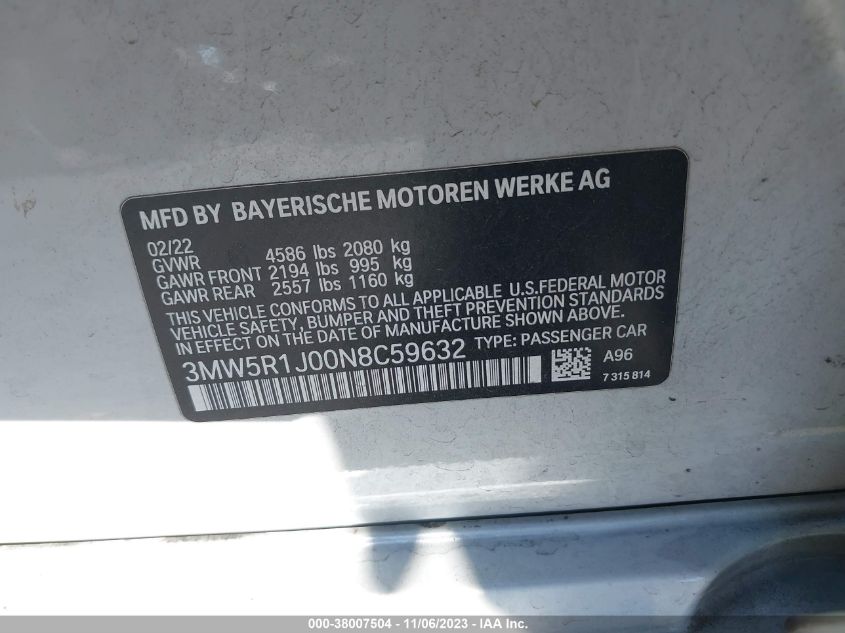 MFD BY BAYERISCHE MOTOREN WERKE AG
02/22
GVWR 4586 lbs 2080 kg
GAWR FRONT 2194 lbs 995 kg
GAWR REAR 2557 lbs 1160 kg
THIS VEHICLE CONFORMS TO ALL APPLICABLE U.S.FEDERAL MOTOR
VEHICLE SAFETY, BUMPER AND THEFT PREVENTION STANDARDS
IN EFFECT ON THE DATE OF MANUFACTURE SHOWN ABOVE.
3MW5R1J00N8C59632 TYPE: PASSENGER CAR
A96
7 315 814
000-38007504 - 11/06/2023 - IAA Inc.